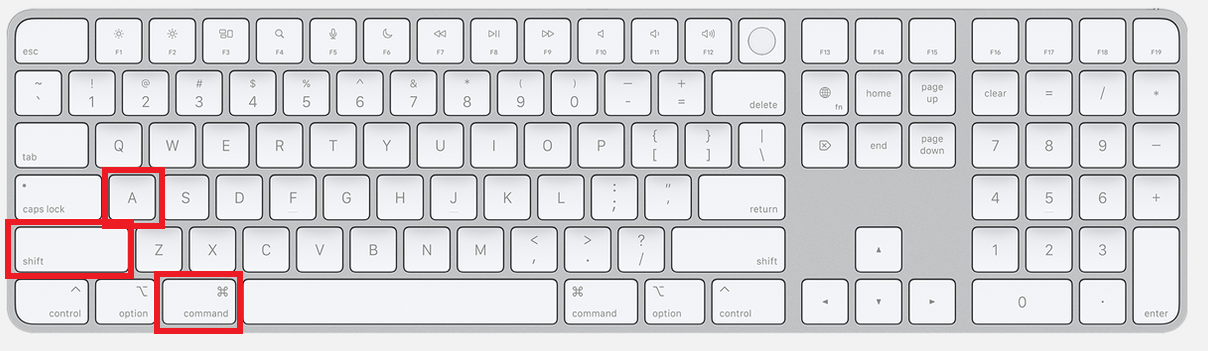 esc F1 F2 F3 F4 F5 F6 F7 F8 F9 F10 F11 F12 F13 F14 F15 F16 F17 F18 F19
~ ! @ # $ % ^ & * ( ) — +
` 1 2 3 4 5 6 7 8 9 0 - = delete fn home page up clear = / *
tab Q W E R T Y U I O P { [ } ] | \ end page down 7 8 9 −
caps lock A S D F G H J K L : ; " ' return 4 5 6 +
shift Z X C V B N M < , > . ? / shift 1 2 3
^ control ⌥ option ⌘ command ⌘ command ⌥ option ^ control 0 . enter